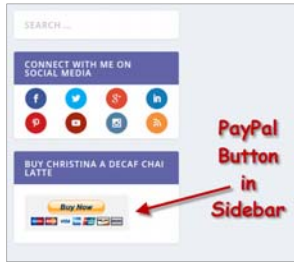 SEARCH ...
CONNECT WITH ME ON
SOCIAL MEDIA
BUY CHRISTINA A DECAF CHAI
LATTE
Buy Now
PayPal
Button
in
Sidebar